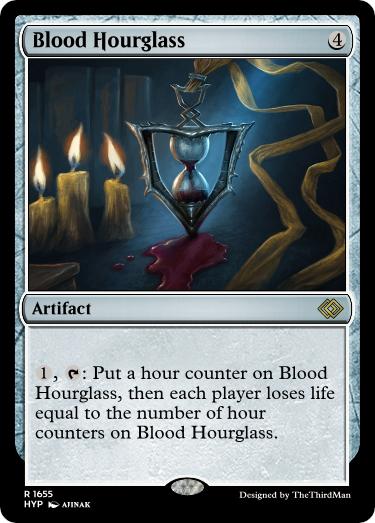 Blood Hourglass 4
Artifact
1, : Put a hour counter on Blood
Hourglass, then each player loses life
equal to the number of hour
counters on Blood Hourglass.
R 1655
HYP AJINAK
Designed by TheThirdMan